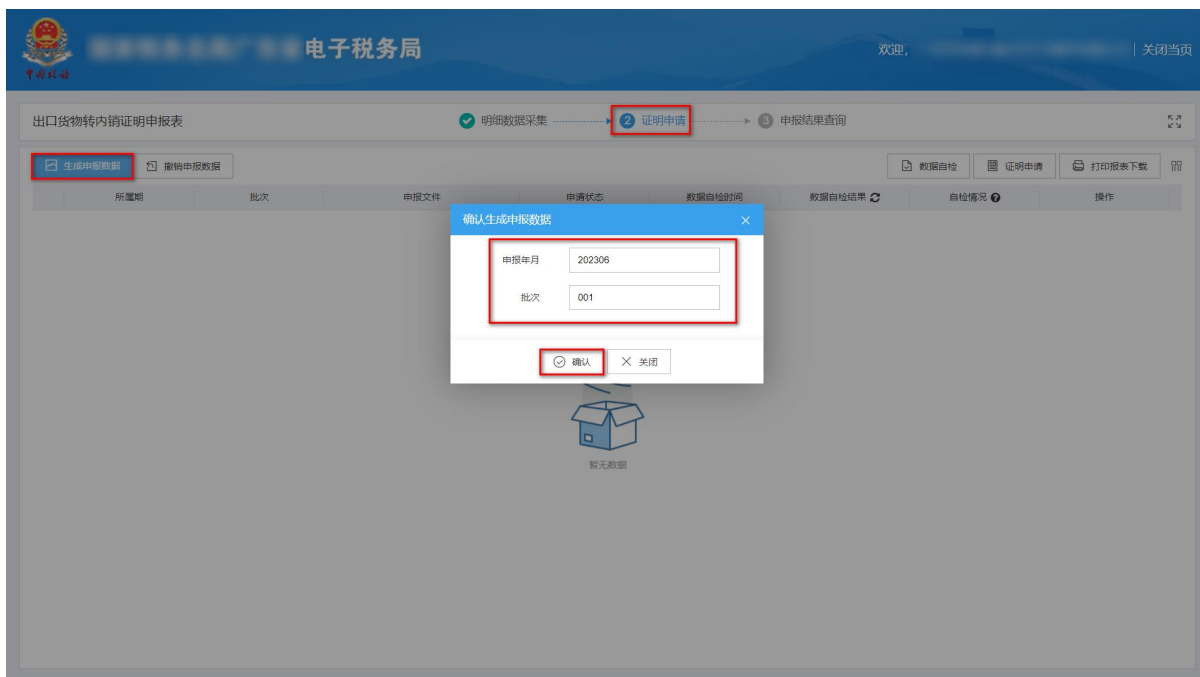 电子税务局
欢迎,
| 关闭当页
中国税务
出口货物转内销证明申报表
明细数据采集
2 证明申请
3 申报结果查询
生成申报数据
撤销申报数据
数据自检
证明申请
打印报表下载
所属期 批次 申报文件 申请状态 数据自检时间 数据自检结果 自检情况 操作
确认生成申报数据
申报年月 202306
批次 001
确认
关闭
暂无数据